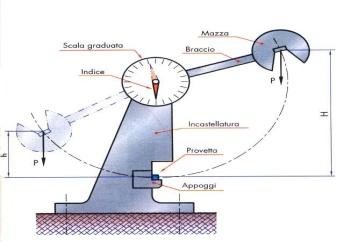 Mazza
Scala graduata
Braccio
Indice
P
H
Incastellatura
Provetta
h
P
Appoggi